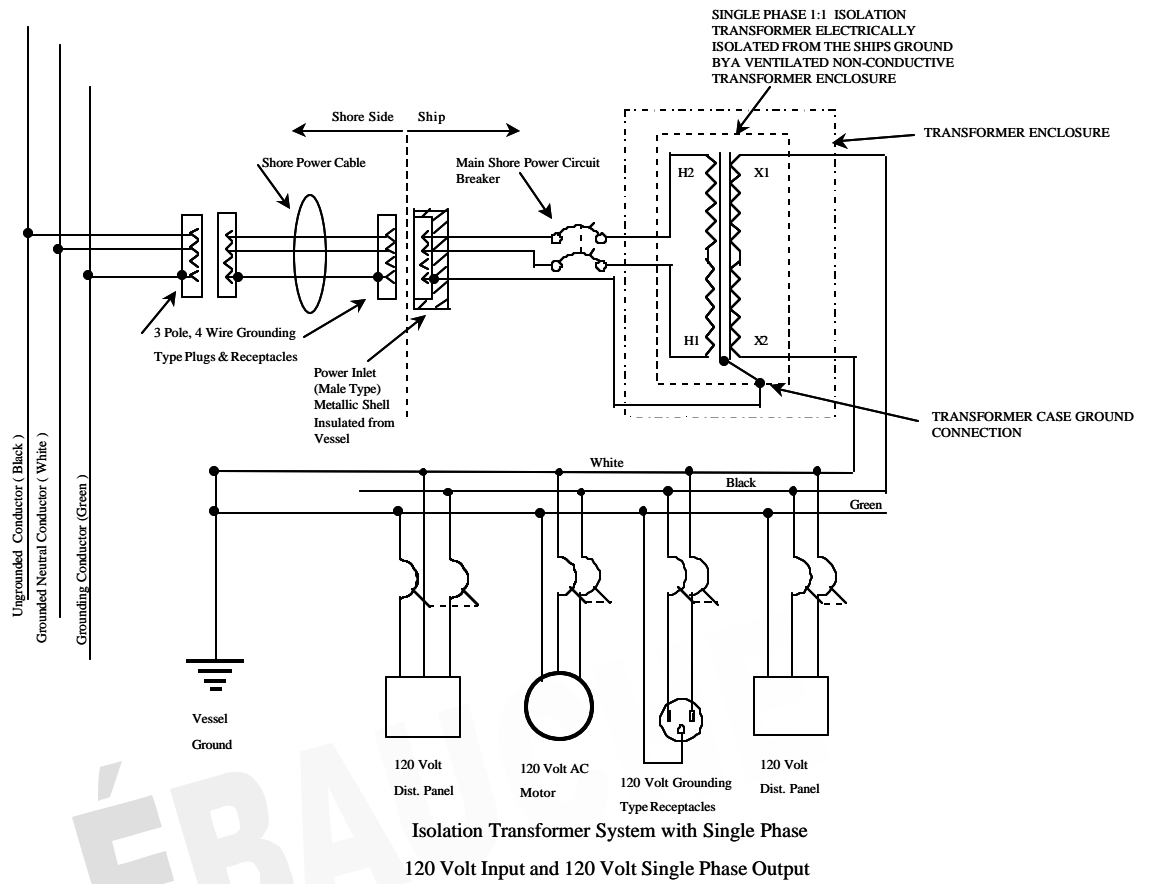 SINGLE PHASE 1:1 ISOLATION
TRANSFORMER ELECTRICALLY
ISOLATED FROM THE SHIPS GROUND
BYA VENTILATED NON-CONDUCTIVE
TRANSFORMER ENCLOSURE
Shore Side
Ship
TRANSFORMER ENCLOSURE
Shore Power Cable
Main Shore Power Circuit
Breaker
H2
X1
3 Pole, 4 Wire Grounding
Type Plugs & Receptacles
H1
X2
Power Inlet
(Male Type)
Metallic Shell
Insulated from
Vessel
TRANSFORMER CASE GROUND
CONNECTION
Ungrounded Conductor ( Black )
Grounded Neutral Conductor ( White )
Grounding Conductor (Green )
White
Black
Green
Vessel
Ground
120 Volt
Dist. Panel
120 Volt AC
Motor
120 Volt Grounding
Type Receptacles
120 Volt
Dist. Panel
Isolation Transformer System with Single Phase
120 Volt Input and 120 Volt Single Phase Output
ÉBAUCHE